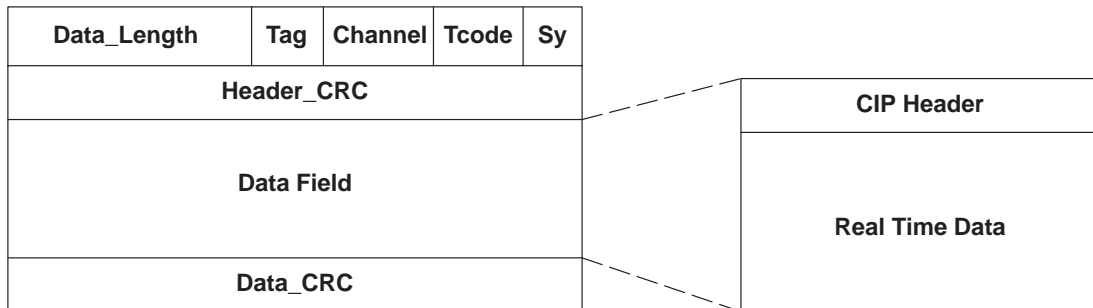 Data_Length Tag Channel Tcode Sy
Header_CRC
CIP Header
Data Field
Real Time Data
Data_CRC